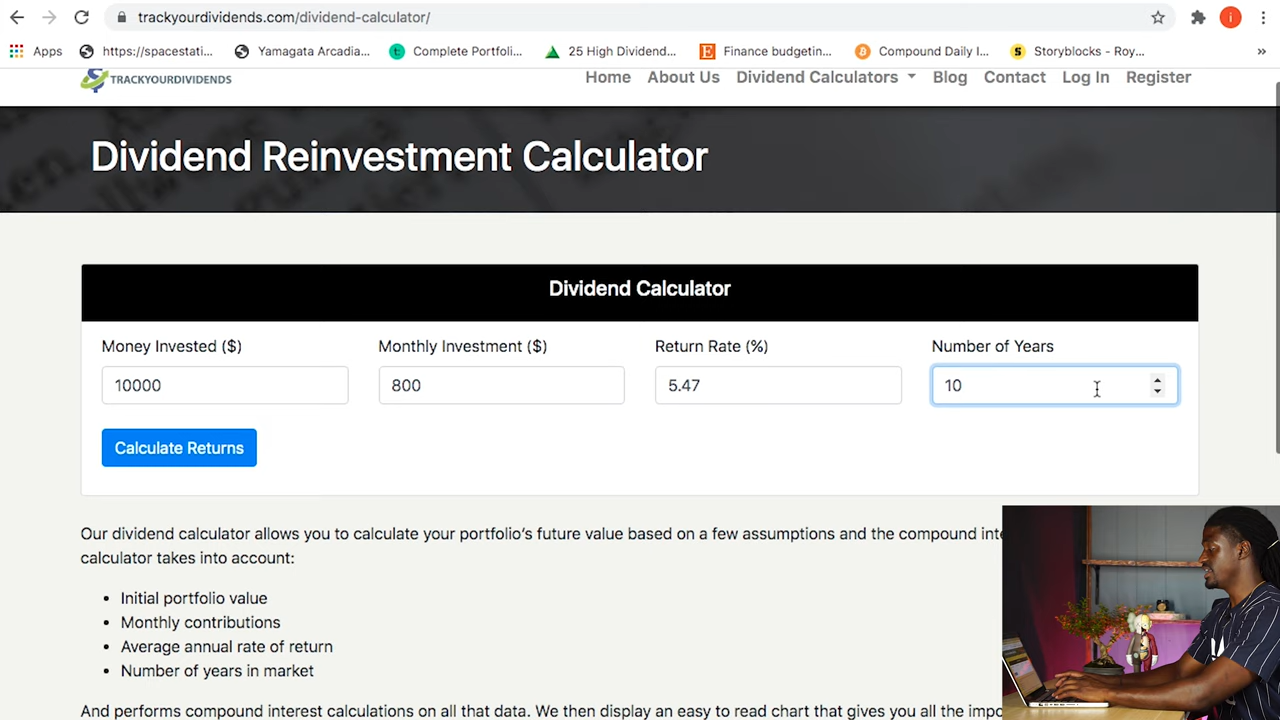 trackyourdividends.com/dividend-calculator/
Apps https://spacestati... Yamagata Arcadia... Complete Portfoli... 25 High Dividend... Finance budgetin... Compound Daily I... Storyblocks - Roy... »
TRACKYOURDIVIDENDS Home About Us Dividend Calculators Blog Contact Log In Register
Dividend Reinvestment Calculator
Dividend Calculator
Money Invested ($) Monthly Investment ($) Return Rate (%) Number of Years
10000 800 5.47 10
Calculate Returns
Our dividend calculator allows you to calculate your portfolio's future value based on a few assumptions and the compound
calculator takes into account:
• Initial portfolio value
• Monthly contributions
• Average annual rate of return
• Number of years in market
And performs compound interest calculations on all that data. We then display an easy to read chart that gives you all the